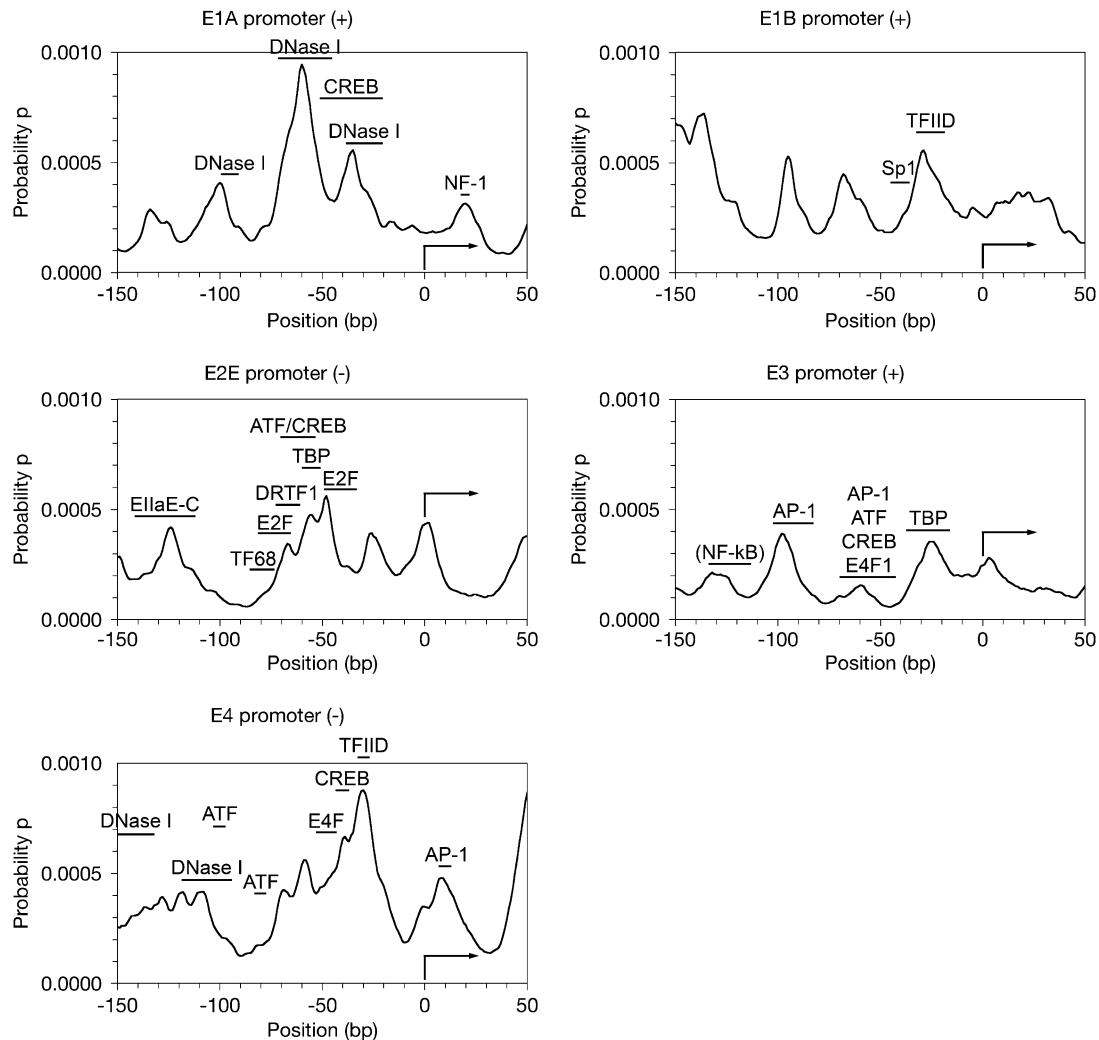 E1A promoter (+)
DNase I
0.0010
CREB
DNase I
DNase I
0.0005
NF-1
0.0000
-150 -100 -50 0 50
Position (bp)
Probability p
E1B promoter (+)
0.0010
TFIID
Sp1
0.0005
0.0000
-150 -100 -50 0 50
Position (bp)
Probability p
E2E promoter (-)
0.0010
ATF/CREB
TBP
E2F
DRTF1
EIIaE-C
0.0005
E2F
TF68
0.0000
-150 -100 -50 0 50
Position (bp)
Probability p
E3 promoter (+)
0.0010
AP-1
AP-1
ATF
CREB
E4F1
TBP
0.0005
(NF-kB)
0.0000
-150 -100 -50 0 50
Position (bp)
Probability p
E4 promoter (-)
TFIID
0.0010
CREB
ATF
DNase I
E4F
AP-1
DNase I
ATF
0.0005
0.0000
-150 -100 -50 0 50
Position (bp)
Probability p